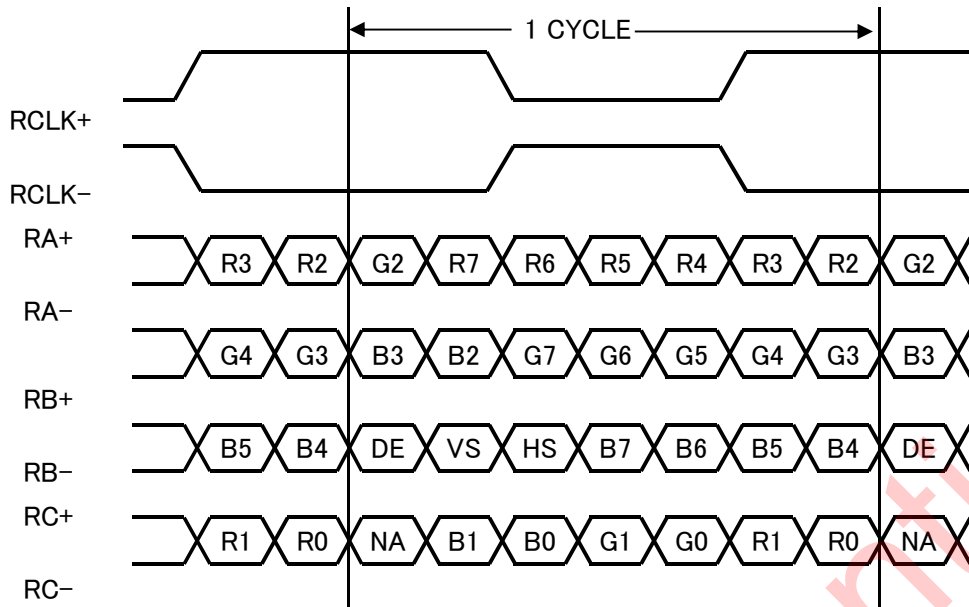 1 CYCLE
RCLK+
RCLK-
RA+
R3 R2 G2 R7 R6 R5 R4 R3 R2 G2
RA-
G4 G3 B3 B2 G7 G6 G5 G4 G3 B3
RB+
B5 B4 DE VS HS B7 B6 B5 B4 DE
RB-
RC+
R1 R0 NA B1 B0 G1 G0 R1 R0 NA
RC-